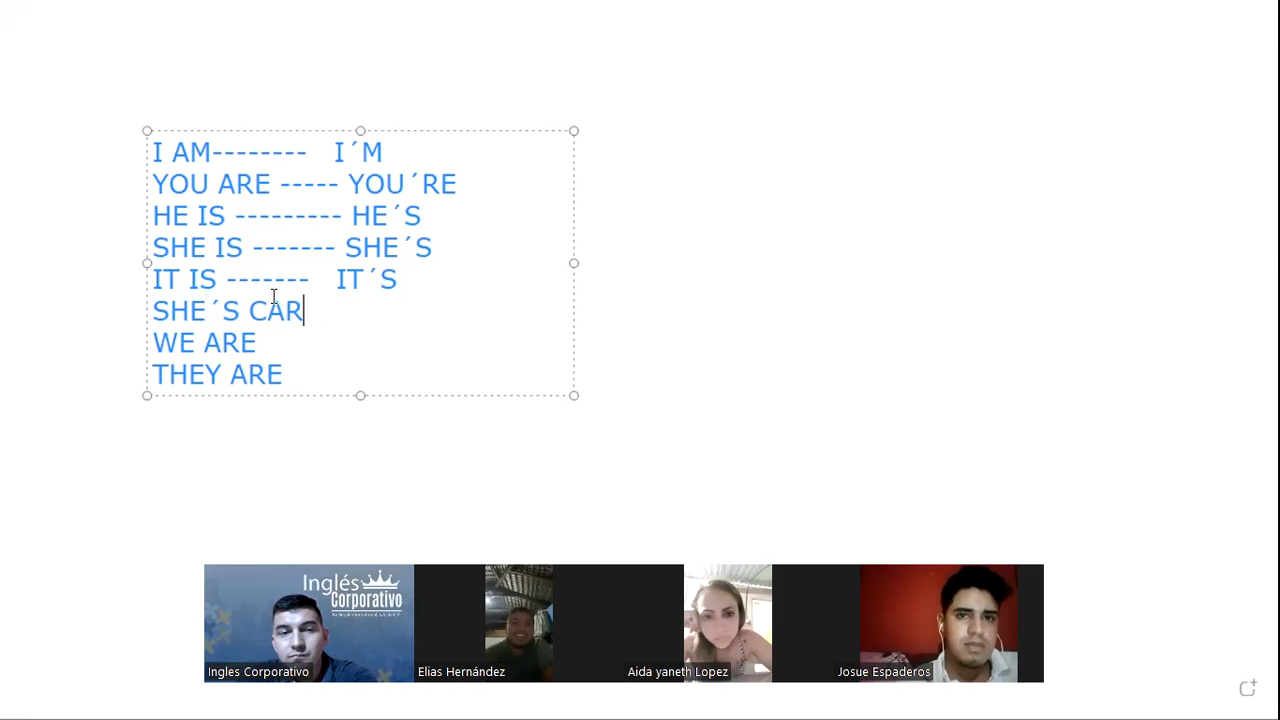 I AM-------- I´M
YOU ARE ----- YOU´RE
HE IS --------- HE´S
SHE IS ------- SHE´S
IT IS ------- IT´S
SHE´S CAR
WE ARE
THEY ARE
Inglés
Corporativo
Ingles Corporativo
Elias Hernández
Aida yaneth Lopez
Josue Espaderos